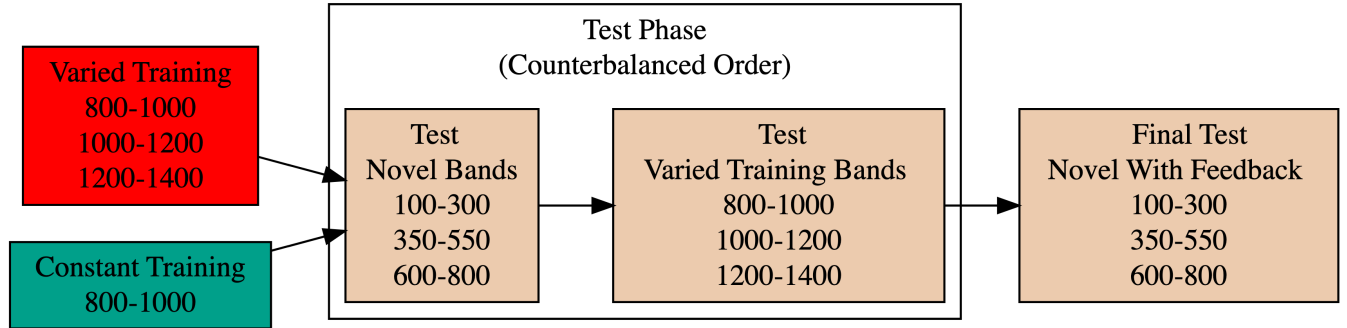 Varied Training
800-1000
1000-1200
1200-1400
Constant Training
800-1000
Test Phase
(Counterbalanced Order)
Test
Novel Bands
100-300
350-550
600-800
Test
Varied Training Bands
800-1000
1000-1200
1200-1400
Final Test
Novel With Feedback
100-300
350-550
600-800